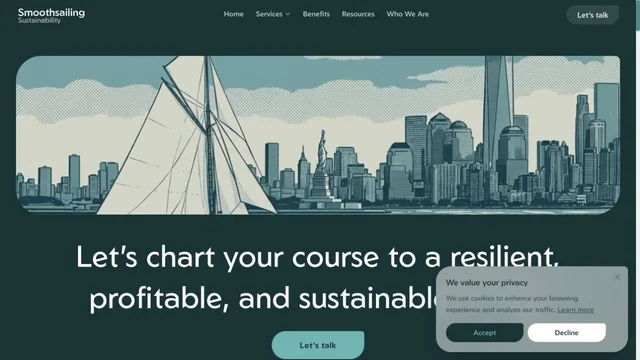 Smoothsailing
Sustainability
Home
Services
Benefits
Resources
Who We Are
Let's talk
Let's chart your course to a resilient,
profitable, and sustainabl
Let's talk
We value your privacy
We use cookies to enhance your browsing
experience and analyze our traffic. Learn more
Accept
Decline